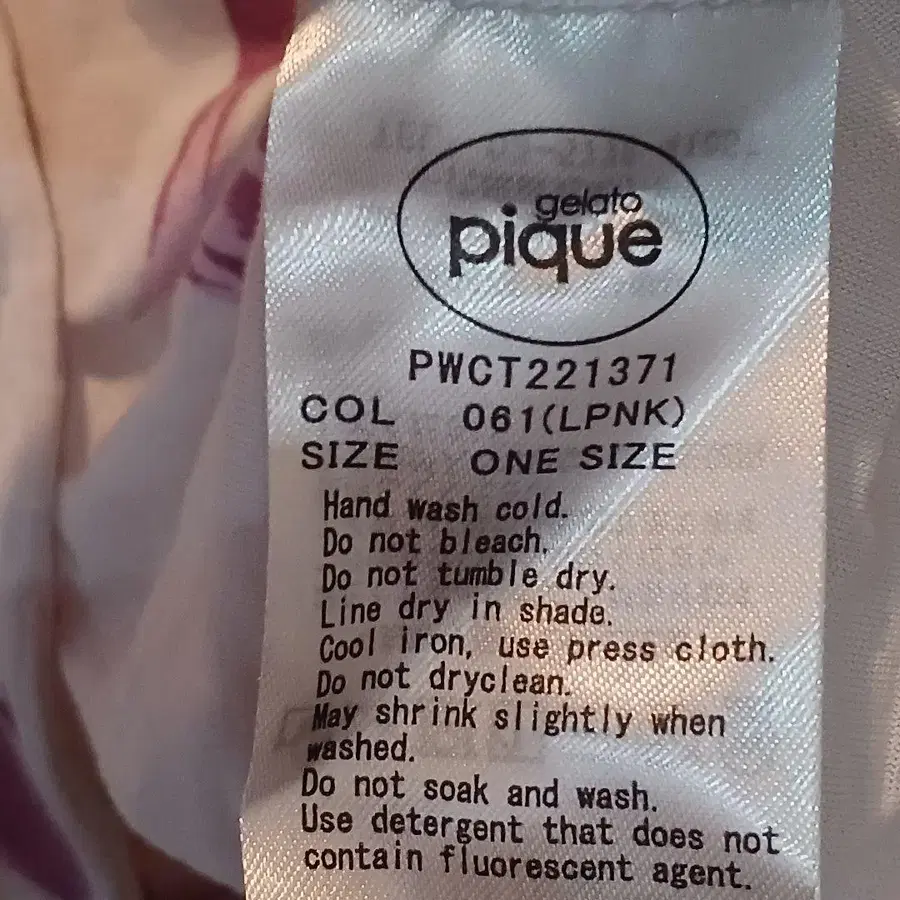 gelato
pique
PWCT221371
COL 061(LPNK)
SIZE ONE SIZE
Hand wash cold.
Do not bleach.
Do not tumble dry.
Line dry in shade.
Cool iron, use press cloth.
Do not dryclean.
May shrink slightly when
washed.
Do not soak and wash.
Use detergent that does not
contain fluorescent agent.